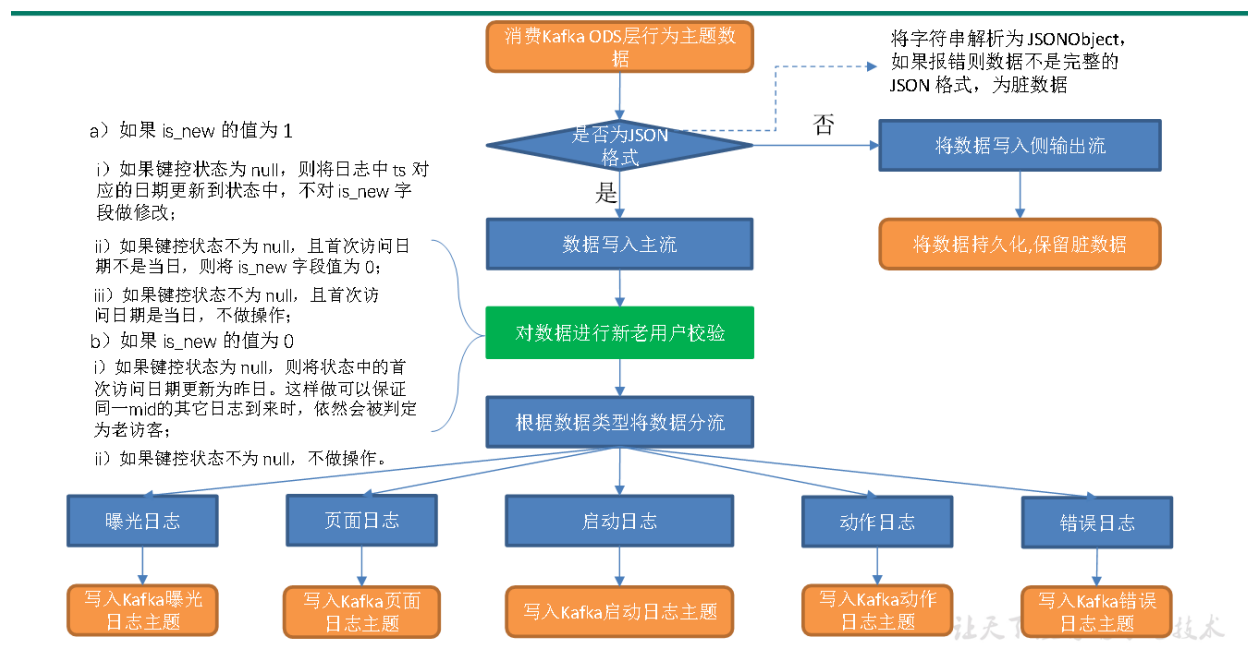 消费Kafka ODS层行为主题数
据
将字符串解析为JSONObject，
如果报错则数据不是完整的
JSON 格式，为脏数据
是否为JSON
格式
否
将数据写入侧输出流
是
将数据持久化,保留脏数据
数据写入主流
对数据进行新老用户校验
根据数据类型将数据分流
a）如果 is_new 的值为 1
i）如果键控状态为 null，则将日志中 ts 对
应的日期更新到状态中，不对 is_new 字
段做修改；
ii）如果键控状态不为 null，且首次访问日
期不是当日，则将 is_new 字段值为 0；
iii）如果键控状态不为 null，且首次访
问日期是当日，不做操作；
b）如果 is_new 的值为 0
i）如果键控状态为 null，则将状态中的首
次访问日期更新为昨日。这样做可以保证
同一mid的其它日志到来时，依然会被判定
为老访客；
ii）如果键控状态不为 null，不做操作。
曝光日志
页面日志
启动日志
动作日志
错误日志
写入Kafka曝光
日志主题
写入Kafka页面
日志主题
写入Kafka启动日志主题
写入Kafka动作
日志主题
写入Kafka错误
日志主题
让天下 技术